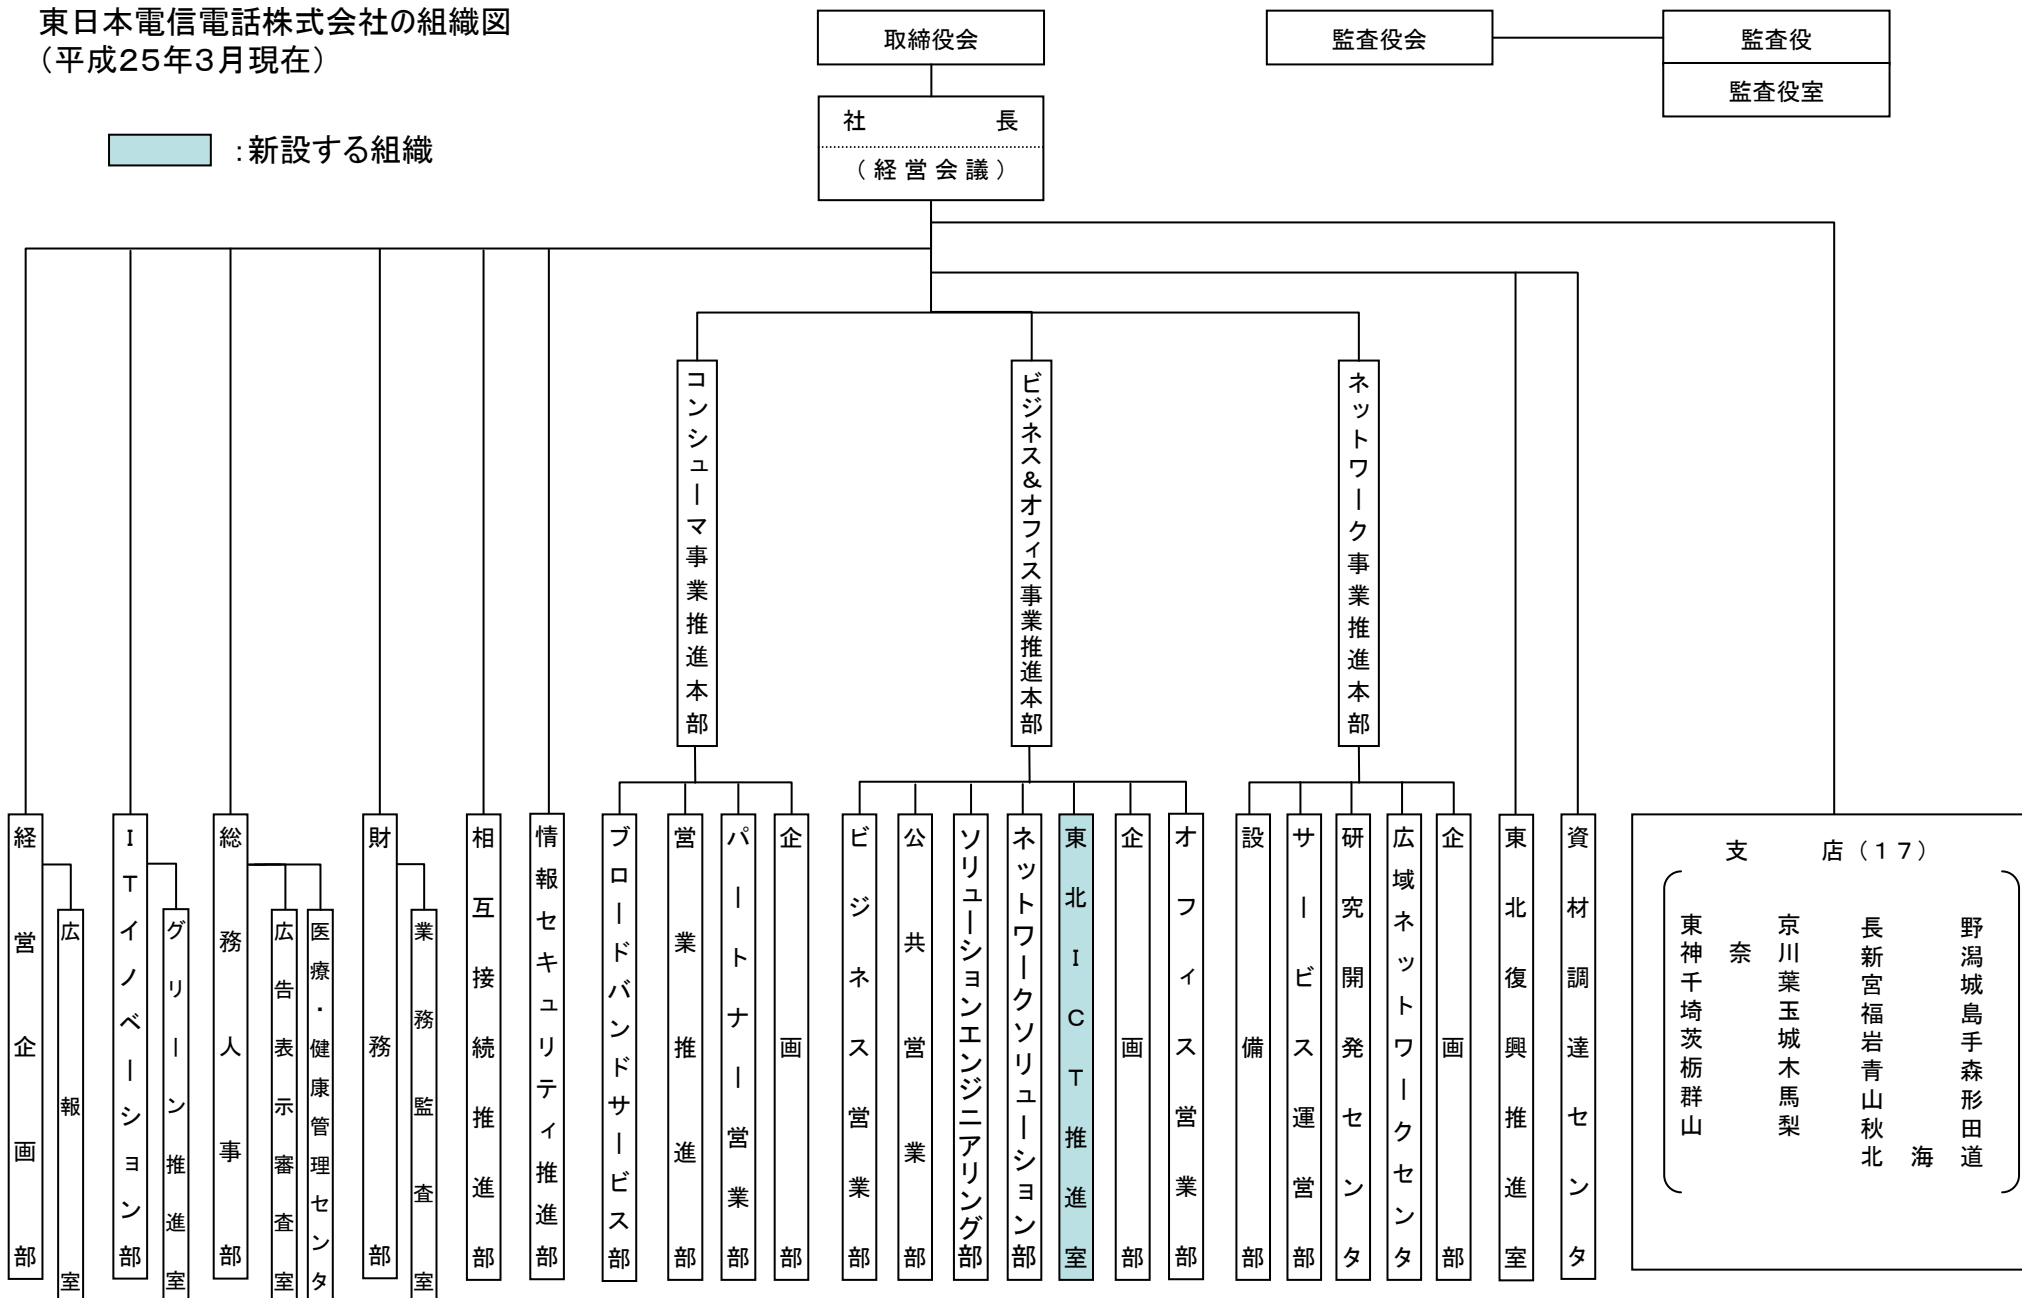 東日本電信電話株式会社の組織図
（平成25年3月現在）
：新設する組織
取締役会
社長
（経営会議）
監査役会
監査役
監査役室
コンシューマ事業推進本部
ビジネス＆オフィス事業推進本部
ネットワーク事業推進本部
経営企画部
広報室
ITイノベーション部
グリーン推進室
総務人事部
広告表示審査室
医療・健康管理センタ
財務部
業務監査室
相互接続推進部
情報セキュリティ推進部
ブロードバンドサービス部
営業推進部
パートナー営業部
企画部
ビジネス営業部
公共営業部
ソリューションエンジニアリング部
ネットワークソリューション部
東北ICT推進室
企画部
オフィス営業部
設備部
サービス運営部
研究開発センタ
広域ネットワークセンタ
企画部
東北復興推進室
資材調達センタ
支店（17）
東京
神奈川
千葉
埼玉
茨城
栃木
群馬
山梨
長野
新潟
宮城
福島
岩手
青森
山形
秋田
北海道